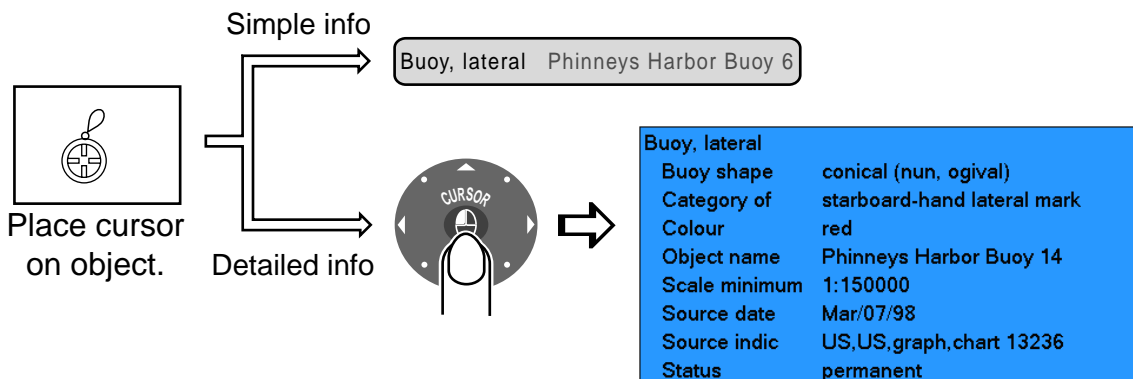 Simple info
Buoy, lateral Phinneys Harbor Buoy 6
Place cursor
on object.
Detailed info
CURSOR
Buoy, lateral
Buoy shape conical (nun, ogival)
Category of starboard-hand lateral mark
Colour red
Object name Phinneys Harbor Buoy 14
Scale minimum 1:150000
Source date Mar/07/98
Source indic US,US,graph,chart 13236
Status permanent